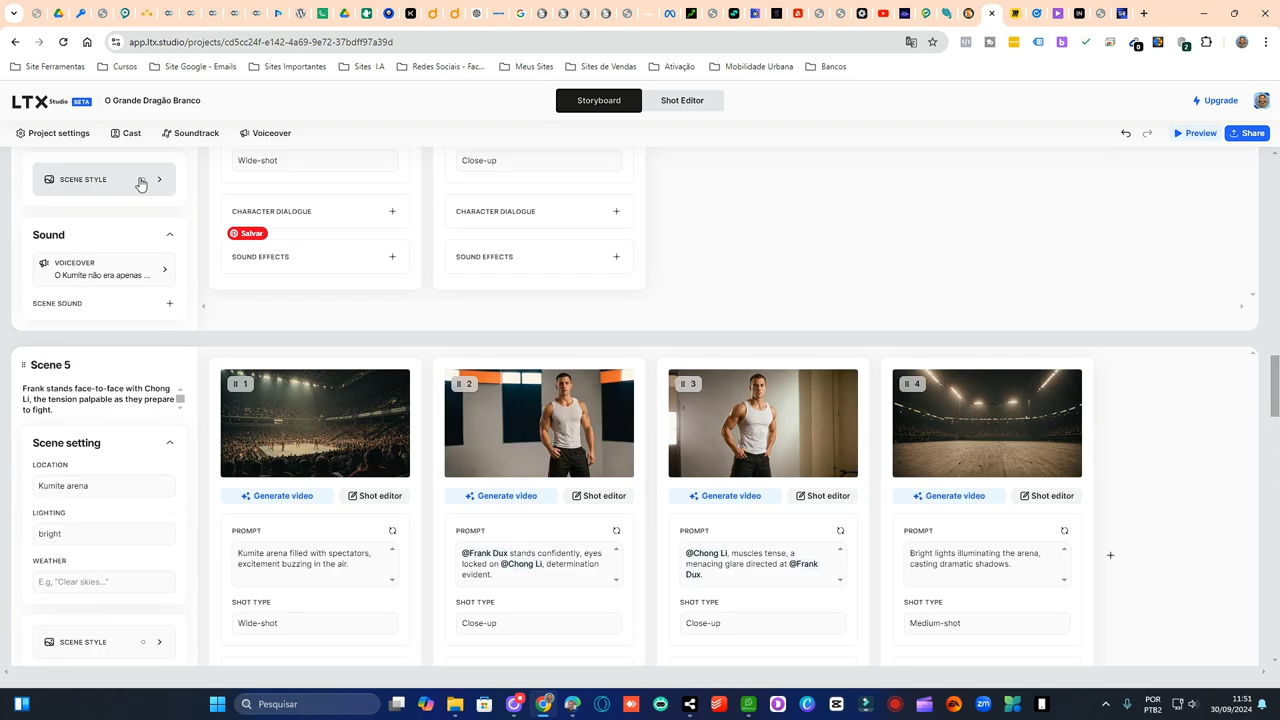 app.ltx.studio/projects/cd5cc24f-e142-4a69-9e72-37bdff97a39d
Site Ferramentas
Cursos
Site Google - Emails
Sites Importantes
Sites I.A
Redes Sociais - Fac...
Meus Sites
Sites de Vendas
Ativação
Mobilidade Urbana
Bancos
LTX Studio BETA
O Grande Dragão Branco
Storyboard
Shot Editor
Upgrade
Project settings
Cast
Soundtrack
Voiceover
Preview
Share
SCENE STYLE
Sound
VOICEOVER
O Kumite não era apenas ...
SCENE SOUND
Wide-shot
CHARACTER DIALOGUE
Salvar
SOUND EFFECTS
Close-up
CHARACTER DIALOGUE
SOUND EFFECTS
Scene 5
Frank stands face-to-face with Chong
Li, the tension palpable as they prepare
to fight.
Scene setting
LOCATION
Kumite arena
LIGHTING
bright
WEATHER
E.g, "Clear skies..."
SCENE STYLE
1
Generate video
Shot editor
PROMPT
Kumite arena filled with spectators,
excitement buzzing in the air.
SHOT TYPE
Wide-shot
2
Generate video
Shot editor
PROMPT
@Frank Dux stands confidently, eyes
locked on @Chong Li, determination
evident.
SHOT TYPE
Close-up
3
Generate video
Shot editor
PROMPT
@Chong Li, muscles tense, a
menacing glare directed at @Frank
Dux.
SHOT TYPE
Close-up
4
Generate video
Shot editor
PROMPT
Bright lights illuminating the arena,
casting dramatic shadows.
SHOT TYPE
Medium-shot
Pesquisar
POR
PTB2
11:51
30/09/2024